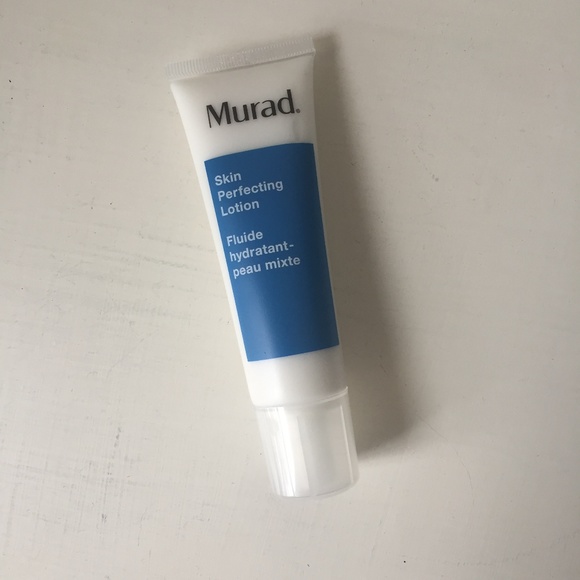 Murad.
Skin
Perfecting
Lotion
Fluide
hydratant-
peau mixte